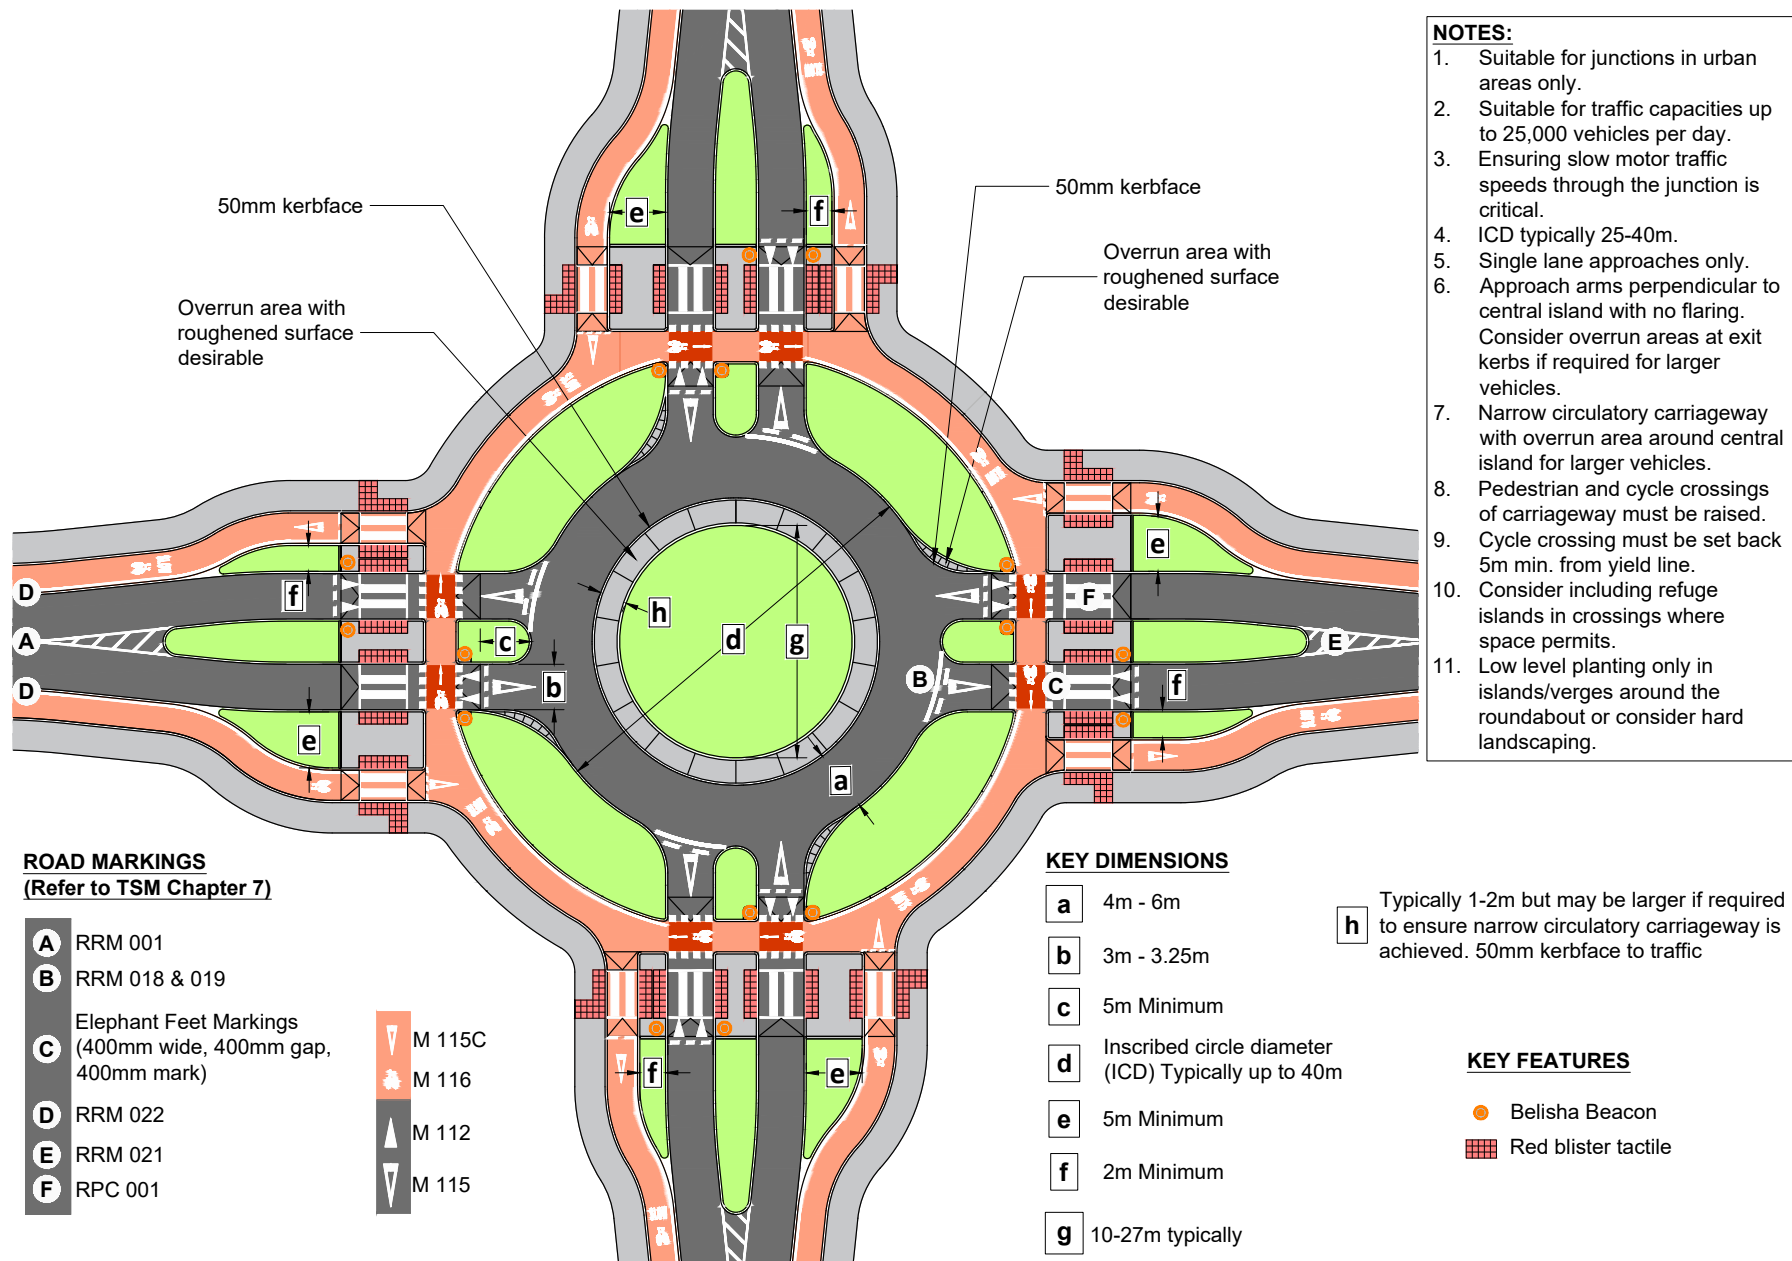 50mm kerbface
Overrun area with
roughened surface
desirable
50mm kerbface
Overrun area with
roughened surface
desirable
e
f
e
f
D
A
D
f
e
c
b
h
d
g
a
B
C
F
E
e
f
f
e
NOTES:
1. Suitable for junctions in urban
areas only.
2. Suitable for traffic capacities up
to 25,000 vehicles per day.
3. Ensuring slow motor traffic
speeds through the junction is
critical.
4. ICD typically 25-40m.
5. Single lane approaches only.
6. Approach arms perpendicular to
central island with no flaring.
Consider overrun areas at exit
kerbs if required for larger
vehicles.
7. Narrow circulatory carriageway
with overrun area around central
island for larger vehicles.
8. Pedestrian and cycle crossings
of carriageway must be raised.
9. Cycle crossing must be set back
5m min. from yield line.
10. Consider including refuge
islands in crossings where
space permits.
11. Low level planting only in
islands/verges around the
roundabout or consider hard
landscaping.
ROAD MARKINGS
(Refer to TSM Chapter 7)
A RRM 001
B RRM 018 & 019
C Elephant Feet Markings
(400mm wide, 400mm gap,
400mm mark)
D RRM 022
E RRM 021
F RPC 001
M 115C
M 116
M 112
M 115
KEY DIMENSIONS
a 4m - 6m
b 3m - 3.25m
c 5m Minimum
d Inscribed circle diameter
(ICD) Typically up to 40m
e 5m Minimum
f 2m Minimum
g 10-27m typically
h Typically 1-2m but may be larger if required
to ensure narrow circulatory carriageway is
achieved. 50mm kerbface to traffic
KEY FEATURES
Belisha Beacon
Red blister tactile